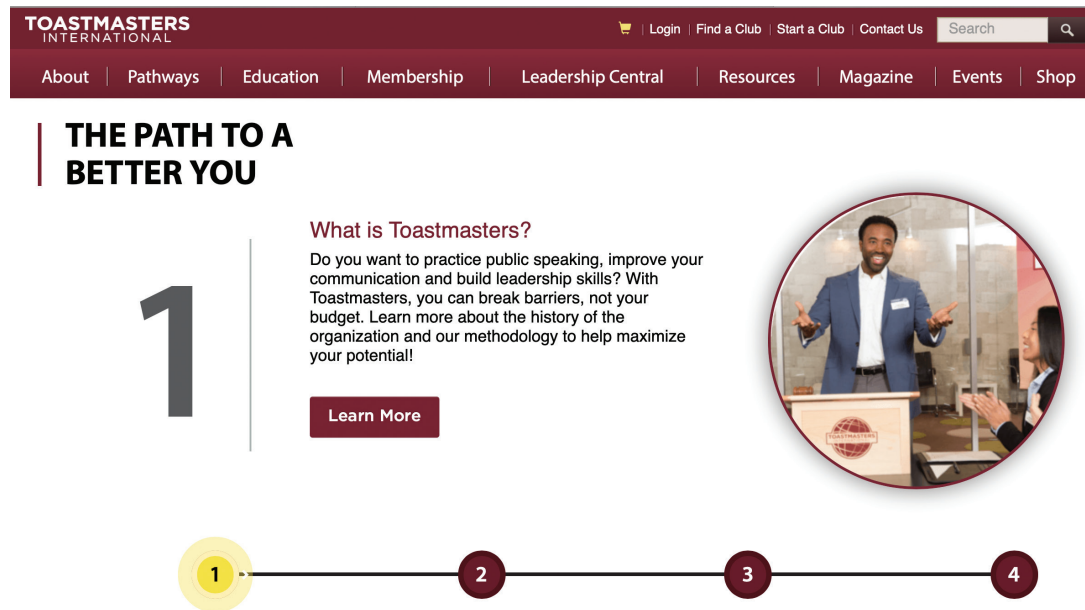 TOASTMASTERS
INTERNATIONAL
Login | Find a Club | Start a Club | Contact Us
Search
About | Pathways | Education | Membership | Leadership Central | Resources | Magazine | Events | Shop
THE PATH TO A
BETTER YOU
1
What is Toastmasters?
Do you want to practice public speaking, improve your
communication and build leadership skills? With
Toastmasters, you can break barriers, not your
budget. Learn more about the history of the
organization and our methodology to help maximize
your potential!
Learn More
TOASTMASTERS
1
2
3
4